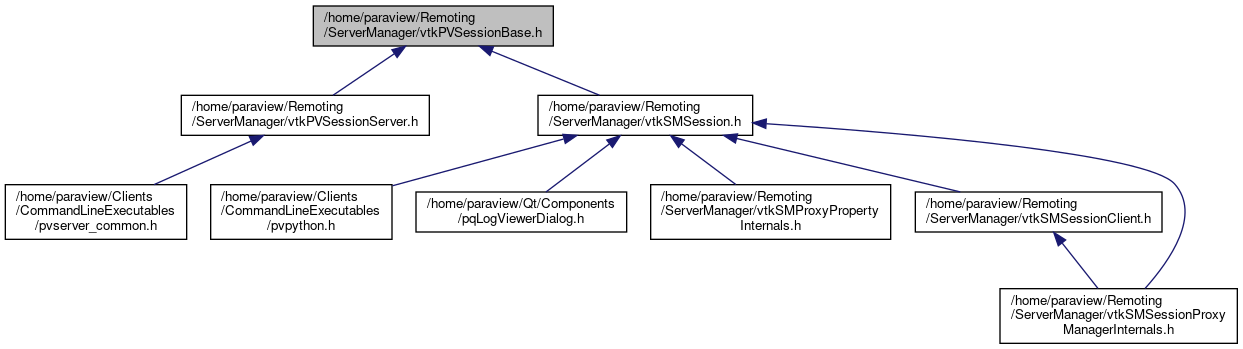 /home/paraview/Remoting
/ServerManager/vtkPVSessionBase.h
/home/paraview/Remoting
/ServerManager/vtkPVSessionServer.h
/home/paraview/Remoting
/ServerManager/vtkSMSession.h
/home/paraview/Clients
/CommandLineExecutables
/pvserver_common.h
/home/paraview/Clients
/CommandLineExecutables
/pvpython.h
/home/paraview/Qt/Components
/pqLogViewerDialog.h
/home/paraview/Remoting
/ServerManager/vtkSMProxyProperty
Internals.h
/home/paraview/Remoting
/ServerManager/vtkSMSessionClient.h
/home/paraview/Remoting
/ServerManager/vtkSMSessionProxy
ManagerInternals.h